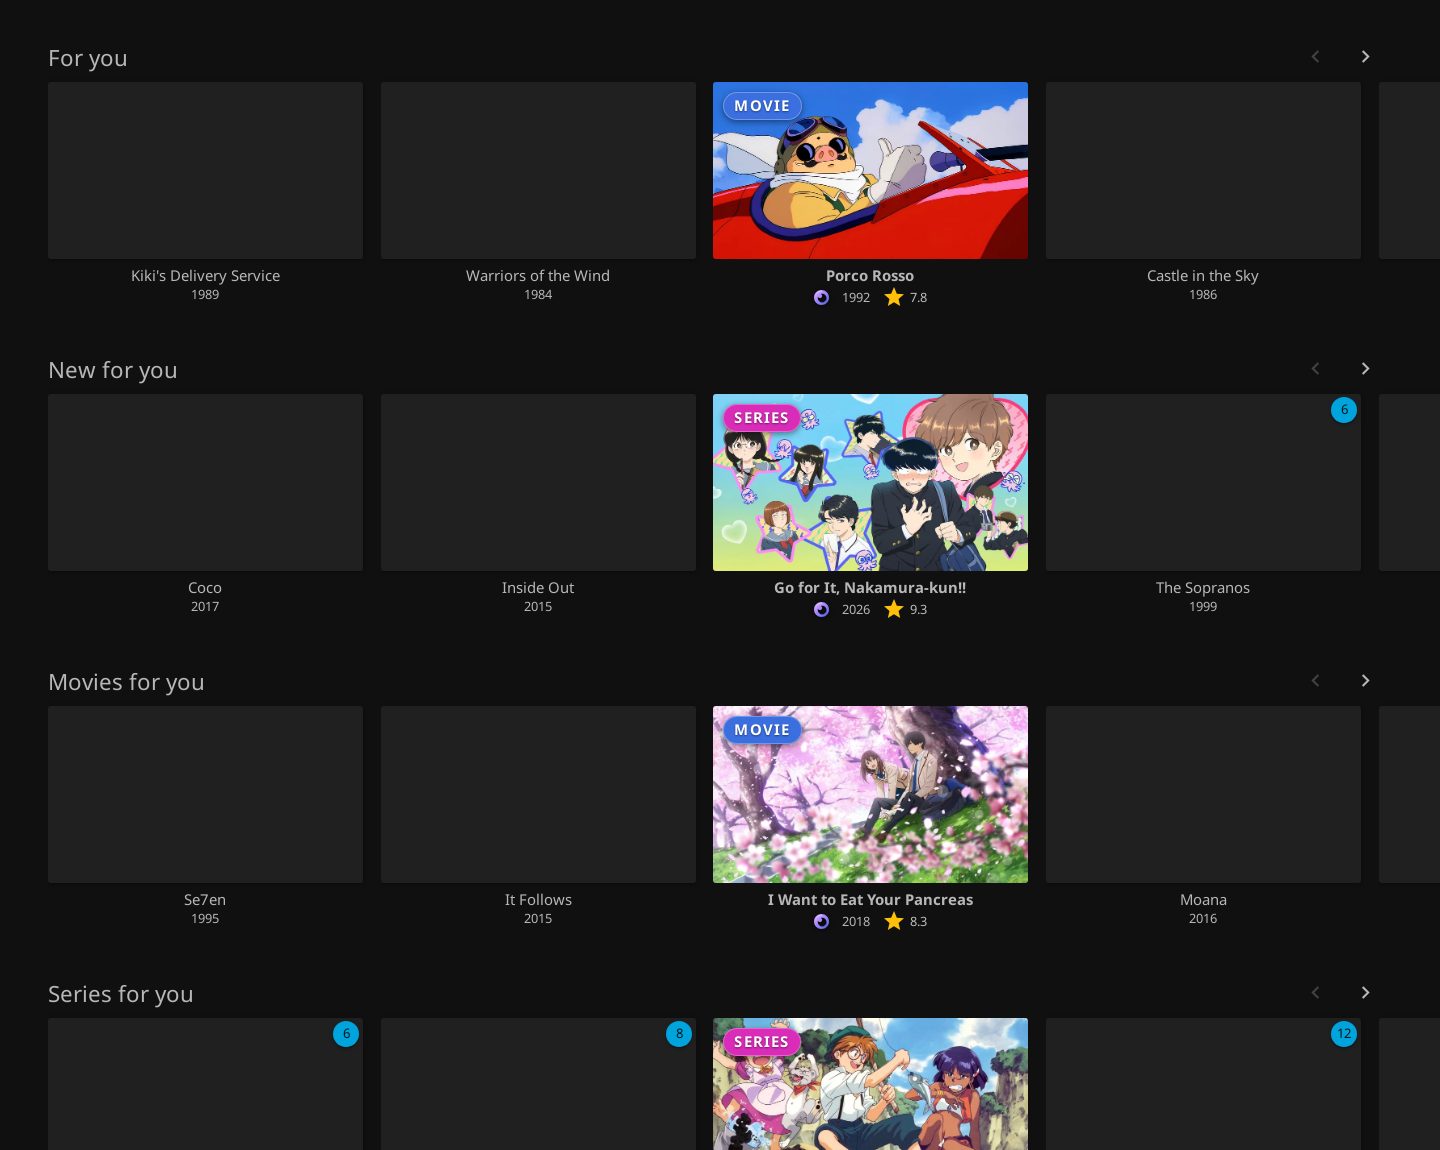 For you
MOVIE
Kiki's Delivery Service
1989
Warriors of the Wind
1984
Porco Rosso
1992 7.8
Castle in the Sky
1986
New for you
SERIES
6
Coco
2017
Inside Out
2015
Go for It, Nakamura-kun!!
2026 9.3
The Sopranos
1999
Movies for you
MOVIE
Se7en
1995
It Follows
2015
I Want to Eat Your Pancreas
2018 8.3
Moana
2016
Series for you
6
8
SERIES
12